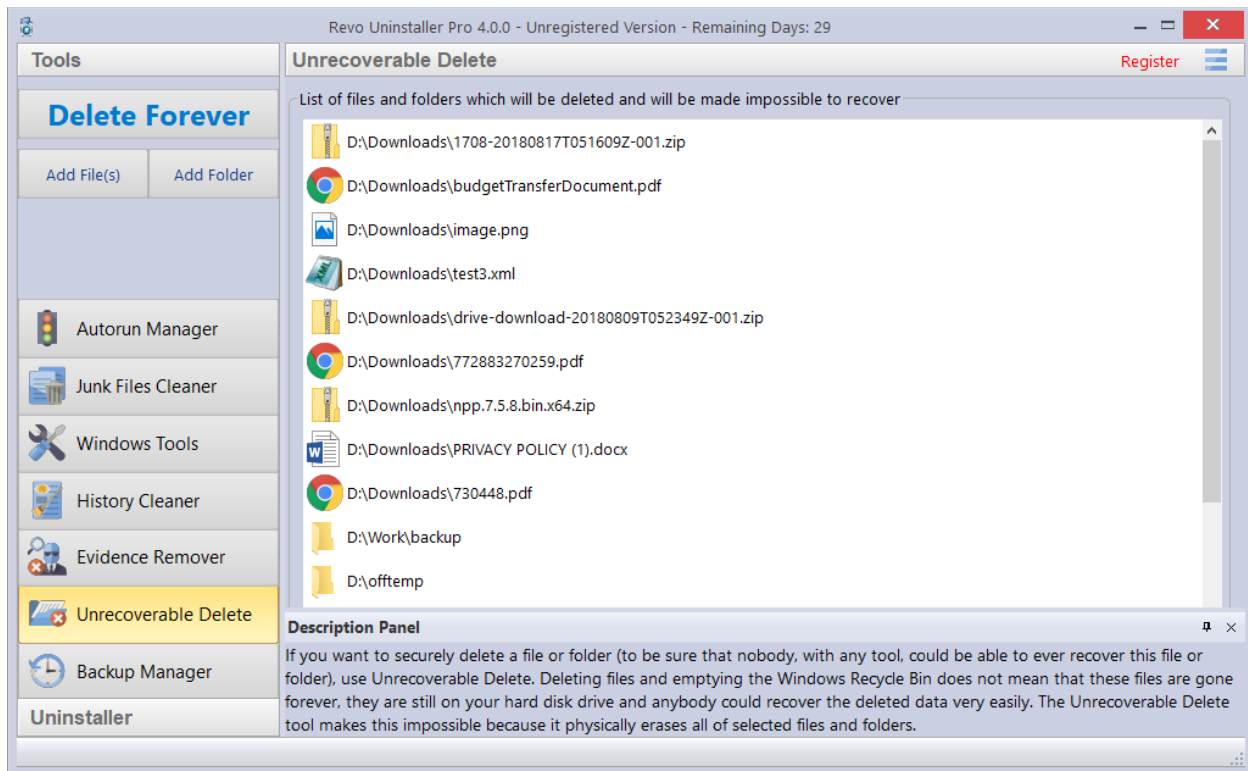 Revo Uninstaller Pro 4.0.0 - Unregistered Version - Remaining Days: 29
Tools
Unrecoverable Delete
Register
Delete Forever
Add File(s)
Add Folder
Autorun Manager
Junk Files Cleaner
Windows Tools
History Cleaner
Evidence Remover
Unrecoverable Delete
Backup Manager
Uninstaller
List of files and folders which will be deleted and will be made impossible to recover
D:\Downloads\1708-20180817T051609Z-001.zip
D:\Downloads\budgetTransferDocument.pdf
D:\Downloads\image.png
XML
D:\Downloads\test3.xml
D:\Downloads\drive-download-20180809T052349Z-001.zip
D:\Downloads\772883270259.pdf
D:\Downloads\npp.7.5.8.bin.x64.zip
W
D:\Downloads\PRIVACY POLICY (1).docx
D:\Downloads\730448.pdf
D:\Work\backup
D:\offtemp
Description Panel
If you want to securely delete a file or folder (to be sure that nobody, with any tool, could be able to ever recover this file or
folder), use Unrecoverable Delete. Deleting files and emptying the Windows Recycle Bin does not mean that these files are gone
forever, they are still on your hard disk drive and anybody could recover the deleted data very easily. The Unrecoverable Delete
tool makes this impossible because it physically erases all of selected files and folders.